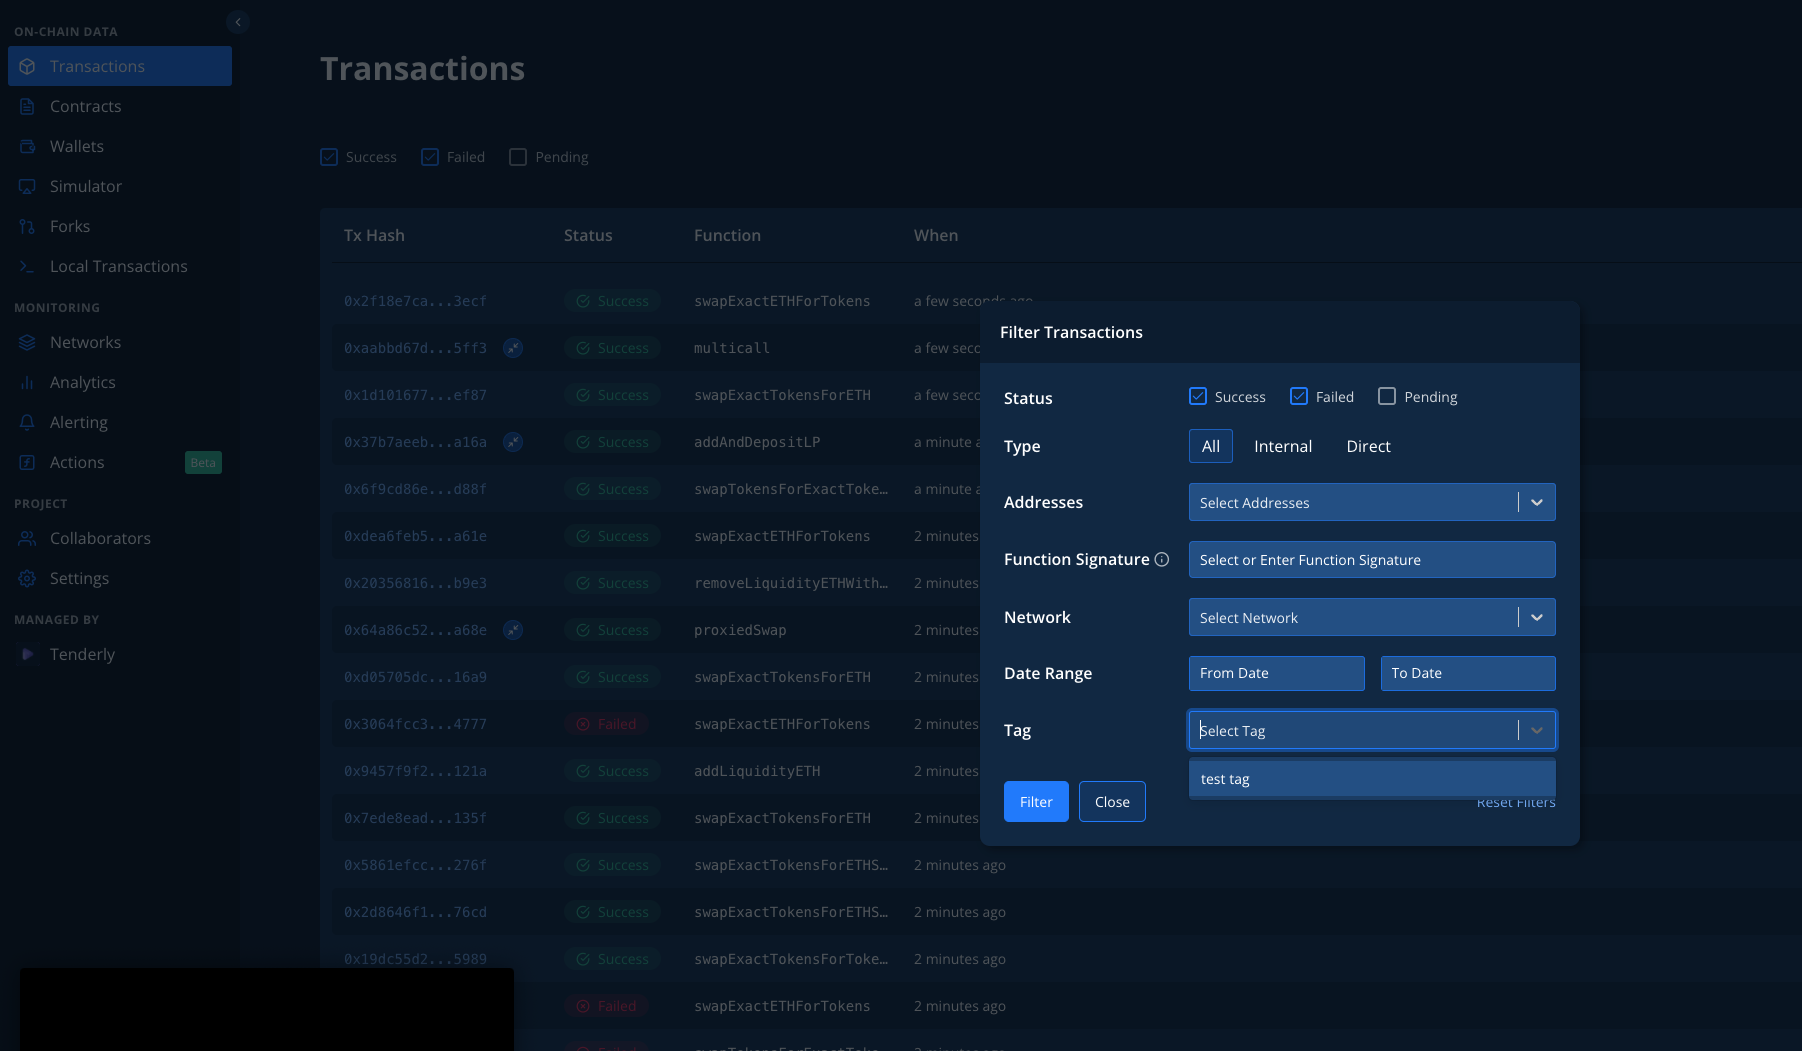 ON-CHAIN DATA
Transactions
Contracts
Wallets
Simulator
Forks
Local Transactions
MONITORING
Networks
Analytics
Alerting
Actions Beta
PROJECT
Collaborators
Settings
MANAGED BY
Tenderly
Transactions
Success Failed Pending
Tx Hash Status Function When
0x2f18e7ca...3ecf Success swapExactETHForTokens a few seconds ago
0xaabbd67d...5ff3 Success multicall a few seco
0x1d101677...ef87 Success swapExactTokensForETH a few seco
0x37b7aeeb...a16a Success addAndDepositLP a minute a
0x6f9cd86e...d88f Success swapTokensForExactToke… a minute a
0xdea6feb5...a61e Success swapExactETHForTokens 2 minutes
0x20356816...b9e3 Success removeLiquidityETHWith… 2 minutes
0x64a86c52...a68e Success proxiedSwap 2 minutes
0xd05705dc...16a9 Success swapExactTokensForETH 2 minutes
0x3064fcc3...4777 Failed swapExactETHForTokens 2 minutes
0x9457f9f2...121a Success addLiquidityETH 2 minutes
0x7ede8ead...135f Success swapExactTokensForETH 2 minutes
0x5861efcc...276f Success swapExactTokensForETHS… 2 minutes ago
0x2d8646f1...76cd Success swapExactTokensForETHS… 2 minutes ago
0x19dc55d2...5989 Success swapExactTokensForToke… 2 minutes ago
Failed swapExactETHForTokens 2 minutes ago
Filter Transactions
Status Success Failed Pending
Type All Internal Direct
Addresses Select Addresses
Function Signature Select or Enter Function Signature
Network Select Network
Date Range From Date To Date
Tag Select Tag
test tag
Filter Close Reset Filters